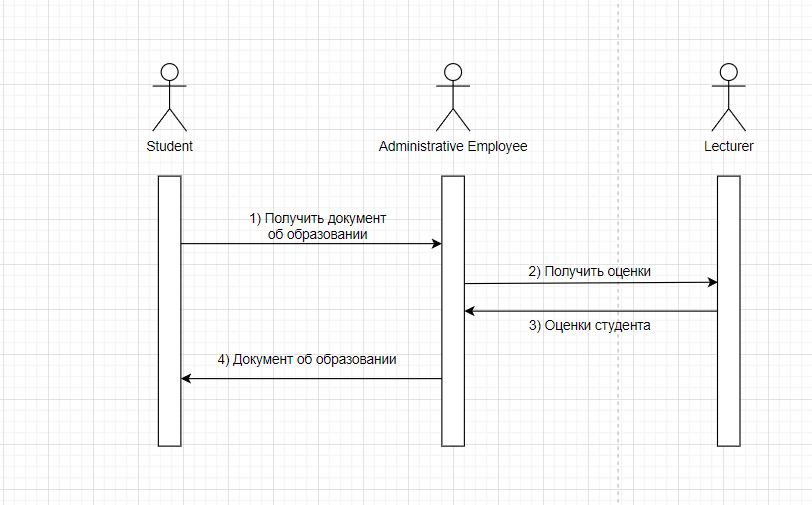 Student
Administrative Employee
Lecturer
1) Получить документ
об образовании
2) Получить оценки
3) Оценки студента
4) Документ об образовании